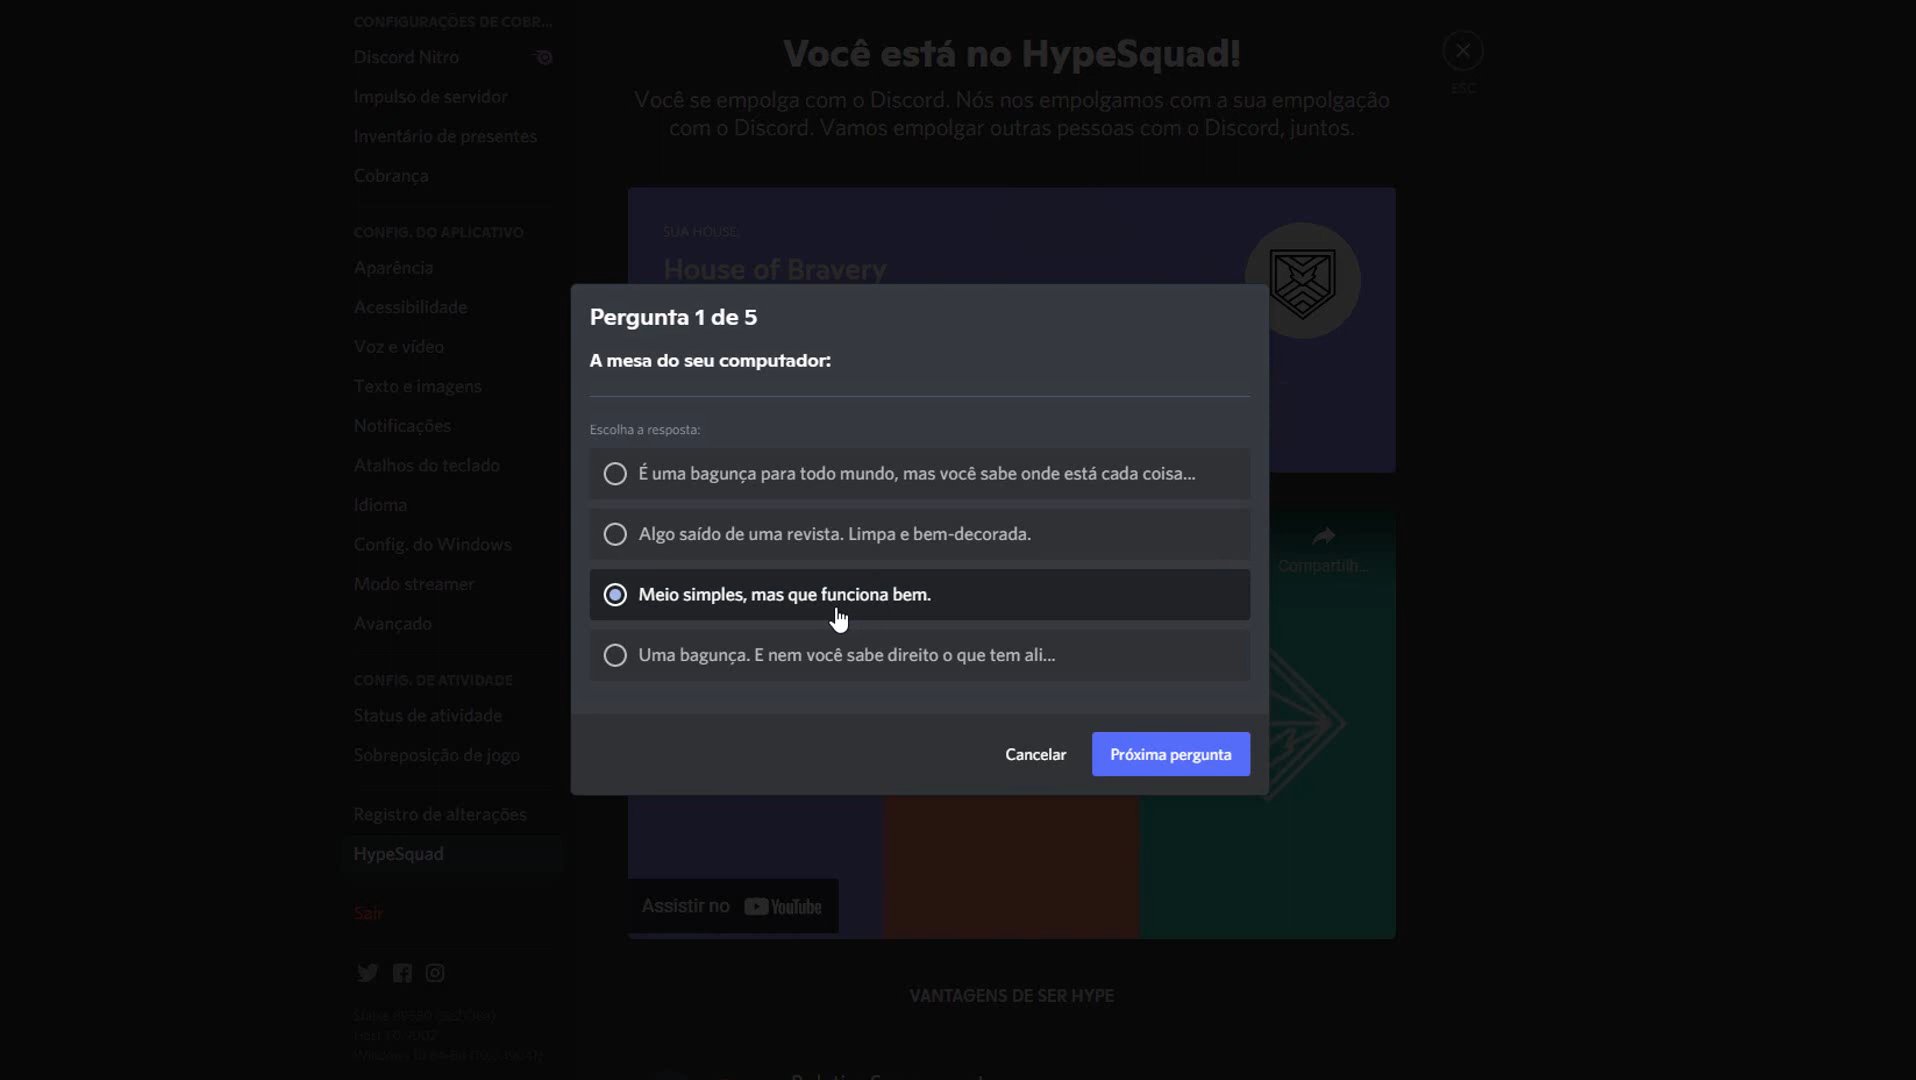 CONFIGURAÇÕES DE COBR...
Discord Nitro
Impulso de servidor
Inventário de presentes
Cobrança
CONFIG. DO APLICATIVO
Aparência
Acessibilidade
Voz e vídeo
Texto e imagens
Notificações
Atalhos do teclado
Idioma
Config. do Windows
Modo streamer
Avançado
CONFIG. DE ATIVIDADE
Status de atividade
Sobreposição de jogo
Registro de alterações
HypeSquad
Sair
Você está no HypeSquad!
ESC
Você se empolga com o Discord. Nós nos empolgamos com a sua empolgação
com o Discord. Vamos empolgar outras pessoas com o Discord, juntos.
SUA HOUSE:
House of Bravery
Pergunta 1 de 5
A mesa do seu computador:
Escolha a resposta:
É uma bagunça para todo mundo, mas você sabe onde está cada coisa...
Algo saído de uma revista. Limpa e bem-decorada.
Meio simples, mas que funciona bem.
Uma bagunça. E nem você sabe direito o que tem ali...
Cancelar
Próxima pergunta
Compartilh...
Assistir no YouTube
VANTAGENS DE SER HYPE